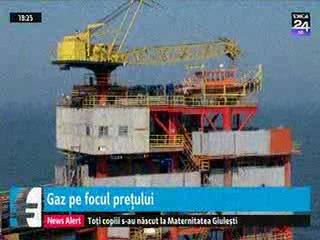 18:25
DIGI 24
Gaz pe focul prețului
News Alert Toți copiii s-au născut la Maternitatea Giulești